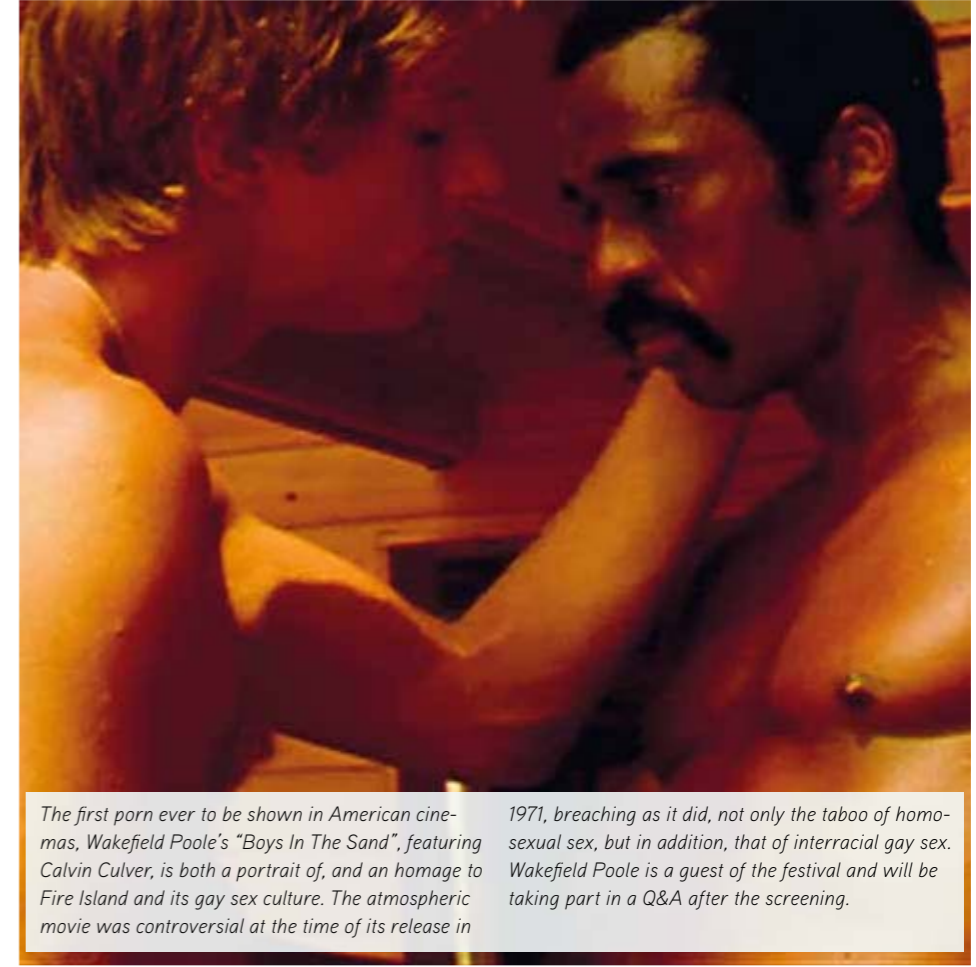 The first porn ever to be shown in American cine-
mas, Wakefield Poole's "Boys In The Sand", featuring
Calvin Culver, is both a portrait of, and an homage to
Fire Island and its gay sex culture. The atmospheric
movie was controversial at the time of its release in
1971, breaching as it did, not only the taboo of homo-
sexual sex, but in addition, that of interracial gay sex.
Wakefield Poole is a guest of the festival and will be
taking part in a Q&A after the screening.